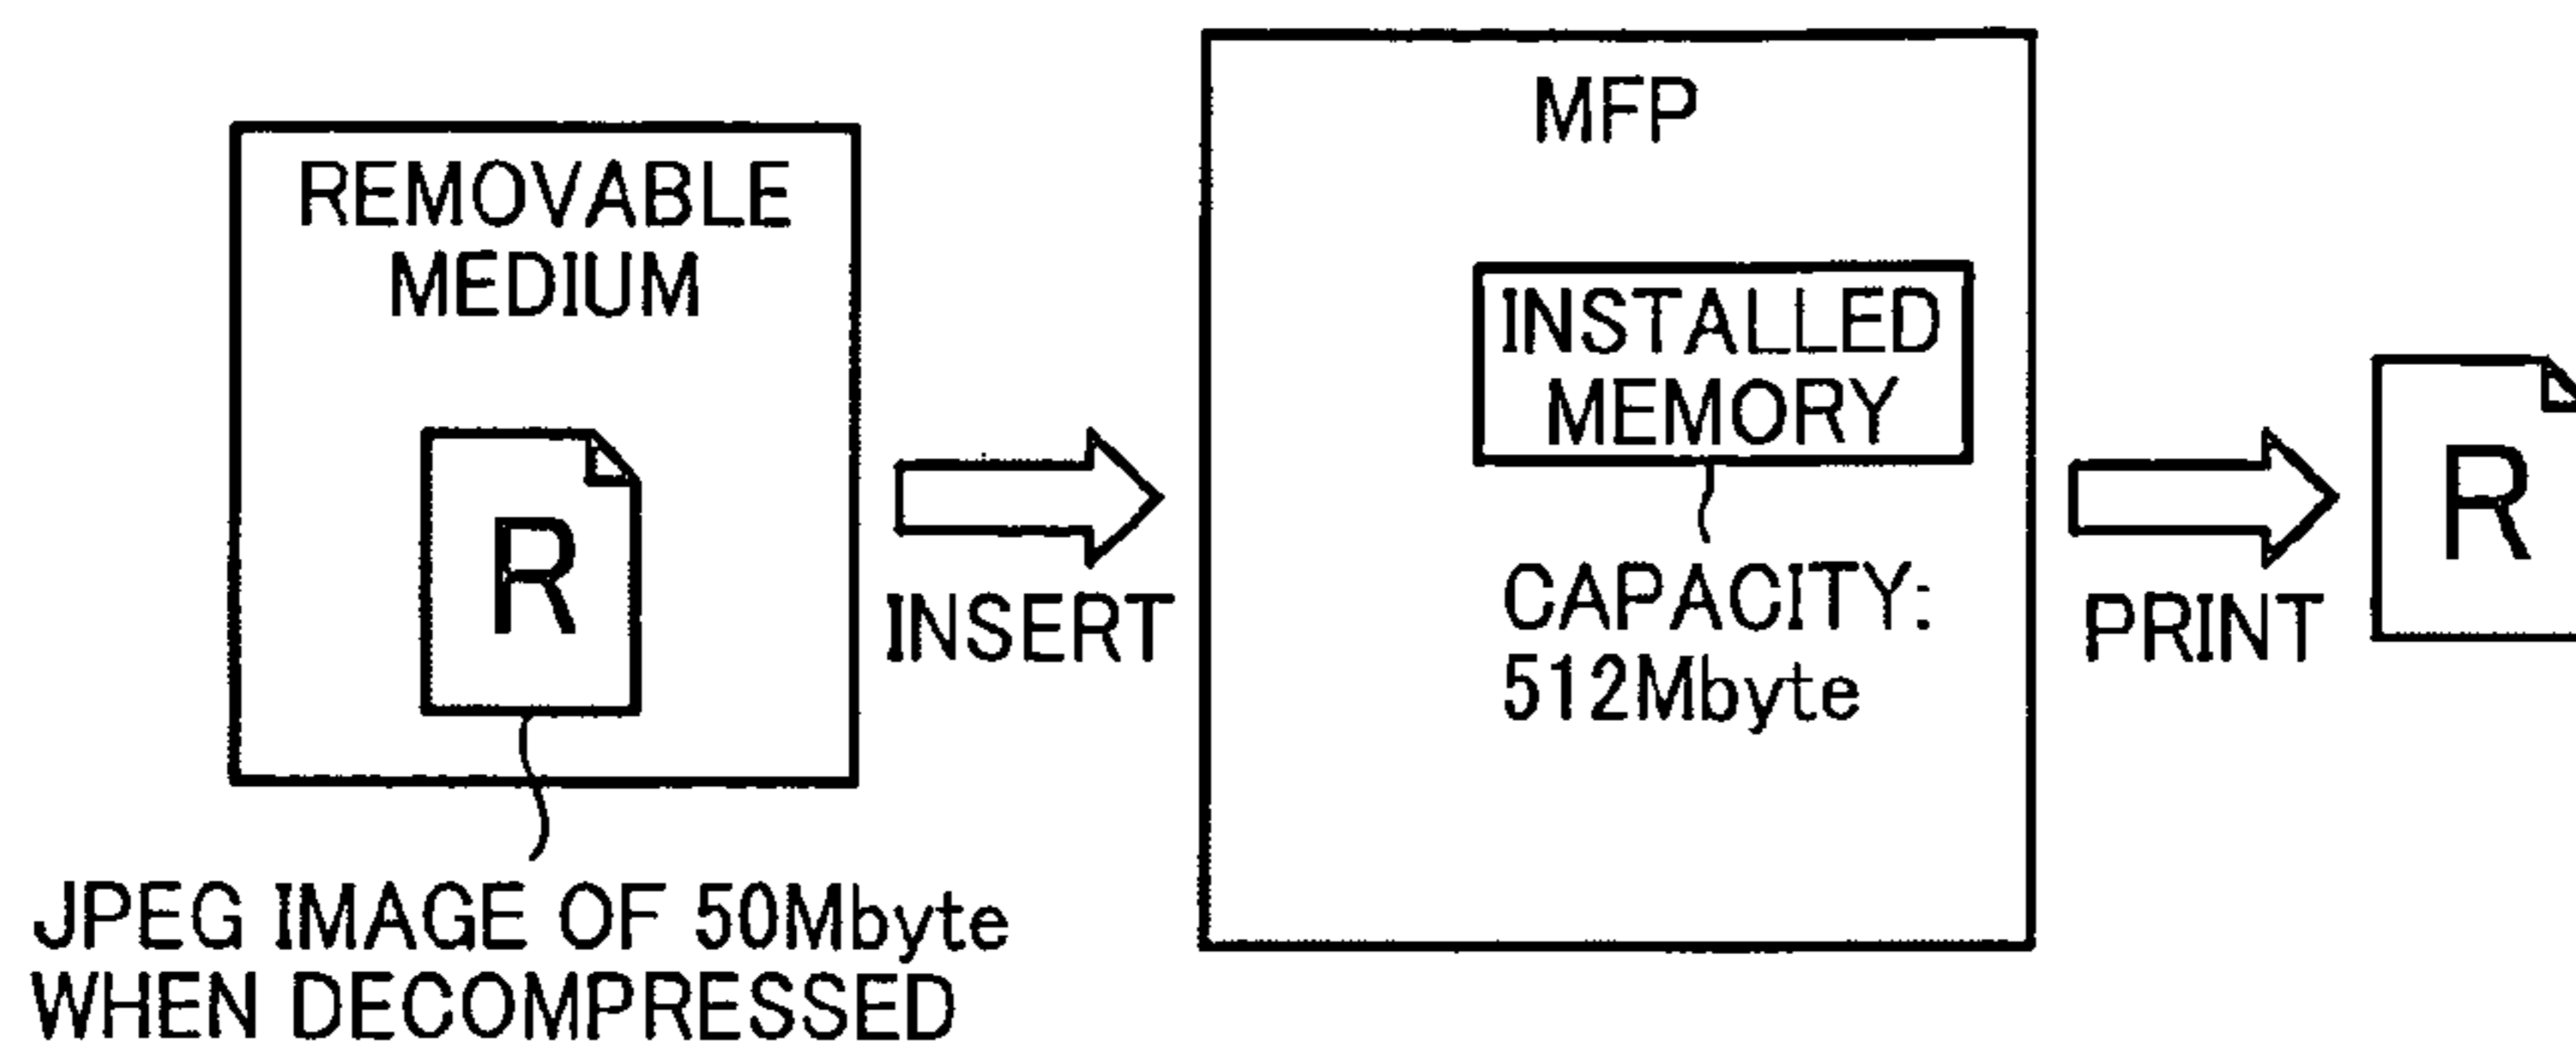 REMOVABLE
MEDIUM
R
JPEG IMAGE OF 50Mbyte
WHEN DECOMPRESSED
INSERT
MFP
INSTALLED
MEMORY
CAPACITY:
512Mbyte
PRINT
R